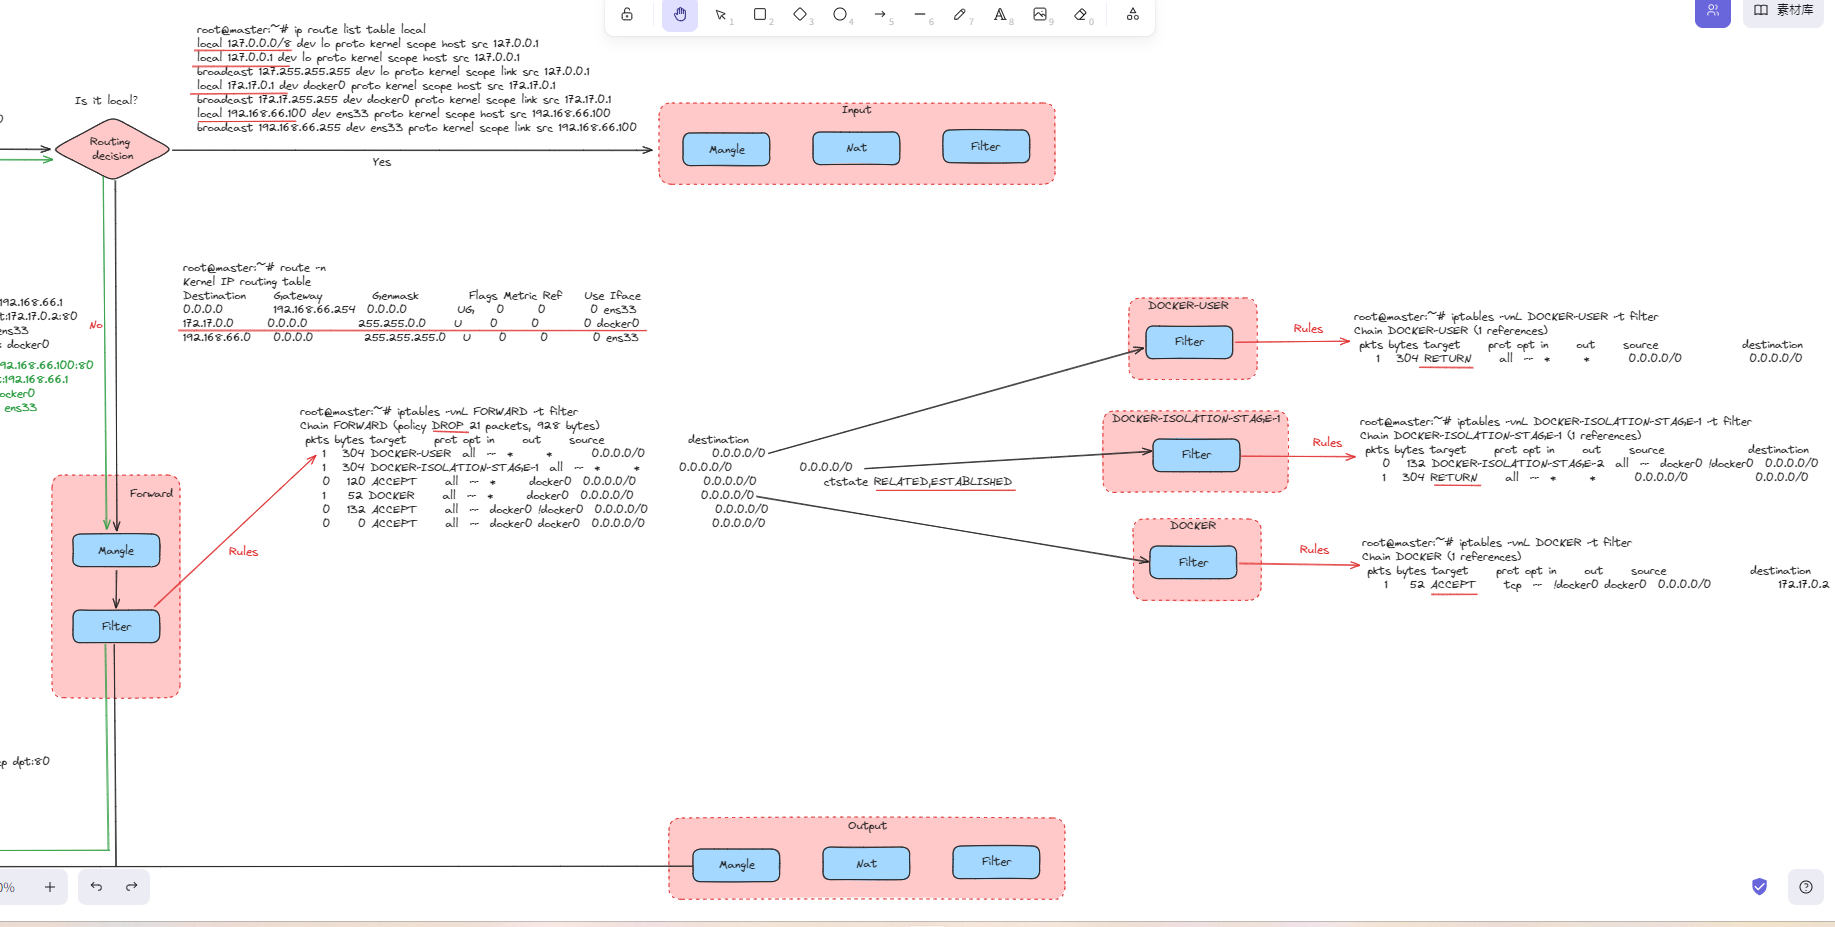 1
2
3
4
5
6
7
8
9
0
素材库
root@master:~# ip route list table local
local 127.0.0.0/8 dev lo proto kernel scope host src 127.0.0.1
local 127.0.0.1 dev lo proto kernel scope host src 127.0.0.1
broadcast 127.255.255.255 dev lo proto kernel scope link src 127.0.0.1
local 172.17.0.1 dev docker0 proto kernel scope host src 172.17.0.1
broadcast 172.17.255.255 dev docker0 proto kernel scope link src 172.17.0.1
local 192.168.66.100 dev ens33 proto kernel scope host src 192.168.66.100
broadcast 192.168.66.255 dev ens33 proto kernel scope link src 192.168.66.100
Is it local?
Routing
decision
Yes
Input
Mangle
Nat
Filter
root@master:~# route -n
Kernel IP routing table
Destination Gateway Genmask Flags Metric Ref Use Iface
0.0.0.0 192.168.66.254 0.0.0.0 UG 0 0 0 ens33
172.17.0.0 0.0.0.0 255.255.0.0 U 0 0 0 docker0
192.168.66.0 0.0.0.0 255.255.255.0 U 0 0 0 ens33
192.168.66.1
:172.17.0.2:80
ens33
: docker0
No
92.168.66.100:80
:192.168.66.1
ocker0
ens33
root@master:~# iptables -vnL FORWARD -t filter
Chain FORWARD (policy DROP 21 packets, 928 bytes)
pkts bytes target prot opt in out source destination
1 304 DOCKER-USER all -- * * 0.0.0.0/0 0.0.0.0/0
1 304 DOCKER-ISOLATION-STAGE-1 all -- * * 0.0.0.0/0 0.0.0.0/0
0 120 ACCEPT all -- * docker0 0.0.0.0/0 0.0.0.0/0 ctstate RELATED,ESTABLISHED
1 52 DOCKER all -- * docker0 0.0.0.0/0 0.0.0.0/0
0 132 ACCEPT all -- docker0 !docker0 0.0.0.0/0 0.0.0.0/0
0 0 ACCEPT all -- docker0 docker0 0.0.0.0/0 0.0.0.0/0
DOCKER-USER
Filter
Rules
root@master:~# iptables -vnL DOCKER-USER -t filter
Chain DOCKER-USER (1 references)
pkts bytes target prot opt in out source destination
1 304 RETURN all -- * * 0.0.0.0/0 0.0.0.0/0
DOCKER-ISOLATION-STAGE-1
Filter
Rules
root@master:~# iptables -vnL DOCKER-ISOLATION-STAGE-1 -t filter
Chain DOCKER-ISOLATION-STAGE-1 (1 references)
pkts bytes target prot opt in out source destination
0 132 DOCKER-ISOLATION-STAGE-2 all -- docker0 !docker0 0.0.0.0/0 0.0.0.0/0
1 304 RETURN all -- * * 0.0.0.0/0 0.0.0.0/0
DOCKER
Filter
Rules
root@master:~# iptables -vnL DOCKER -t filter
Chain DOCKER (1 references)
pkts bytes target prot opt in out source destination
1 52 ACCEPT tcp -- !docker0 docker0 0.0.0.0/0 172.17.0.2
Forward
Mangle
Filter
Rules
p dpt:80
Output
Mangle
Nat
Filter
0%